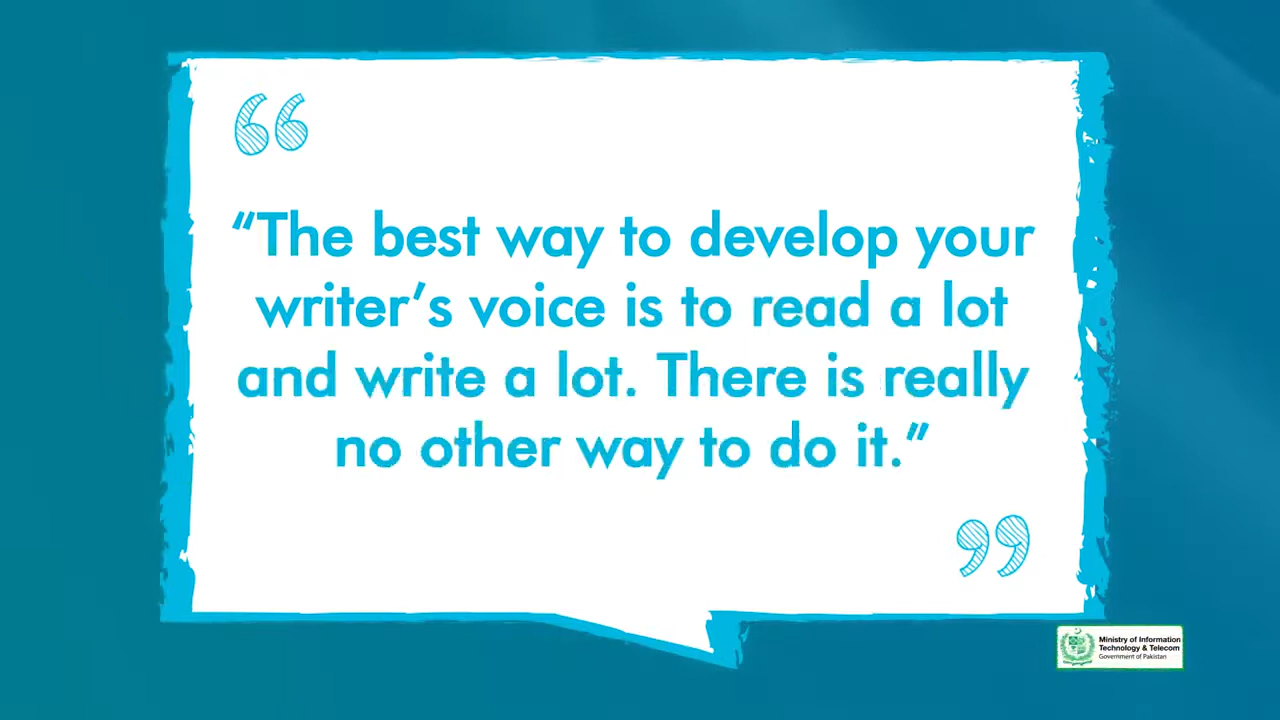 “The best way to develop your
writer’s voice is to read a lot
and write a lot. There is really
no other way to do it.”
Ministry of Information
Technology & Telecom
Government of Pakistan